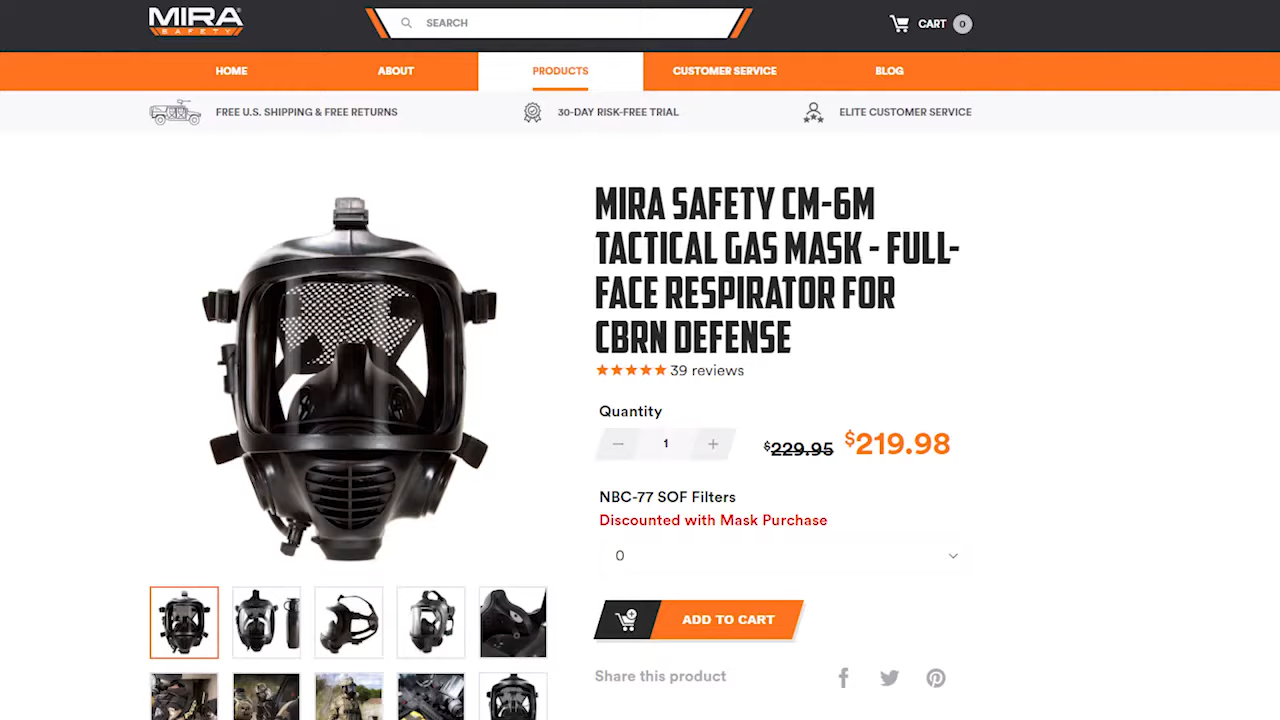 MIRA
SAFETY
SEARCH
CART 0
HOME
ABOUT
PRODUCTS
CUSTOMER SERVICE
BLOG
FREE U.S. SHIPPING & FREE RETURNS
30-DAY RISK-FREE TRIAL
ELITE CUSTOMER SERVICE
MIRA SAFETY CM-6M
TACTICAL GAS MASK - FULL-
FACE RESPIRATOR FOR
CBRN DEFENSE
39 reviews
Quantity
1
$229.95 $219.98
NBC-77 SOF Filters
Discounted with Mask Purchase
0
ADD TO CART
Share this product